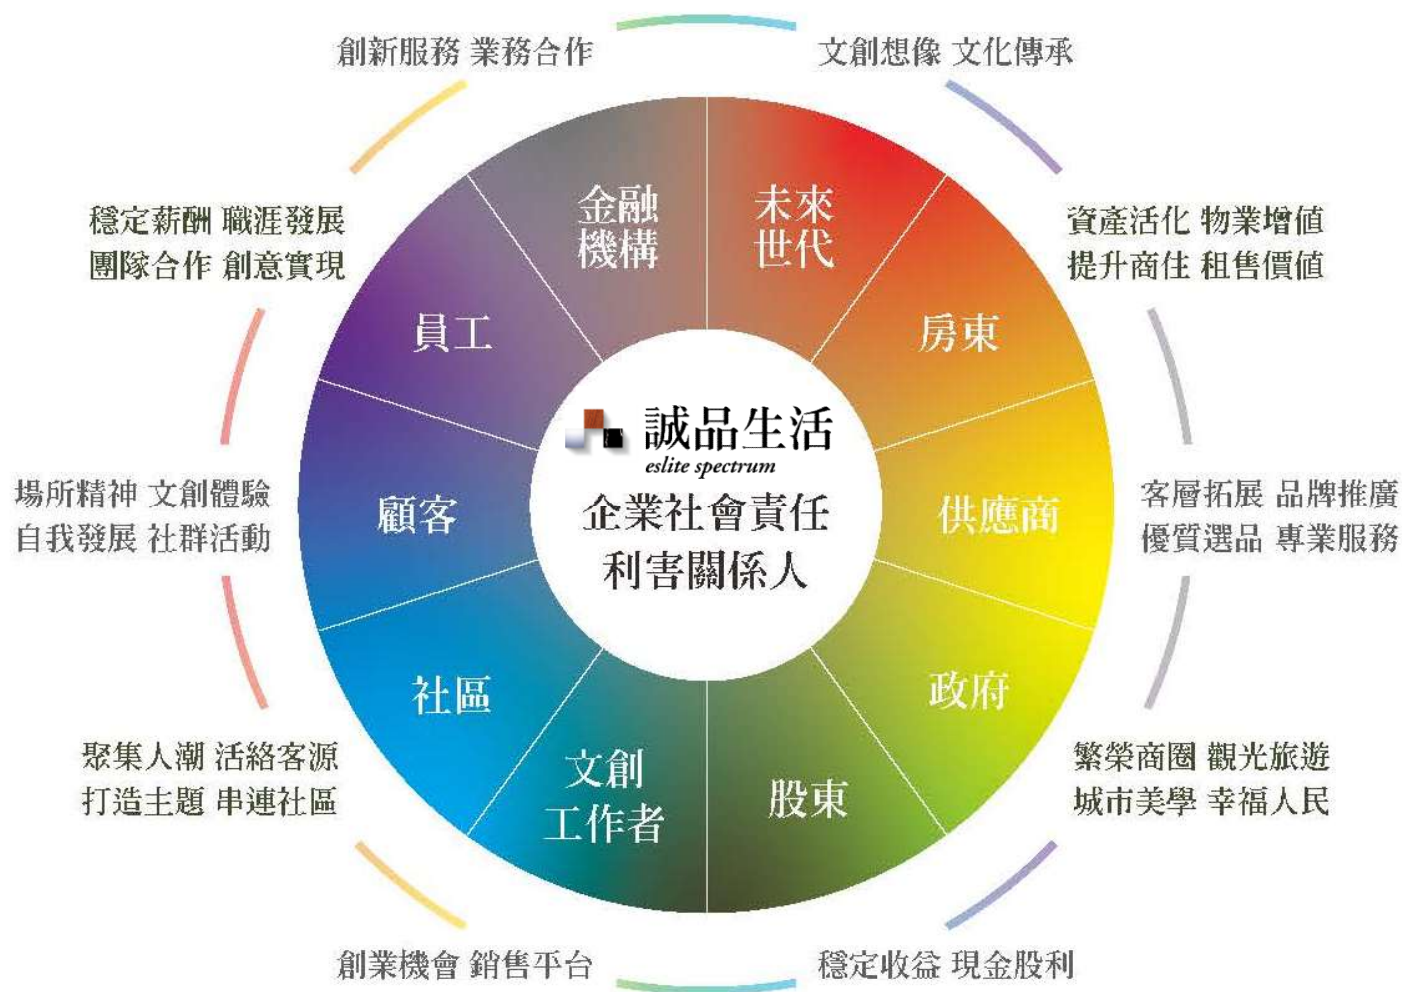 創新服務 業務合作
文創想像 文化傳承
穩定薪酬 職涯發展
團隊合作 創意實現
資產活化 物業增值
提升商住 租售價值
金融
機構
未來
世代
員工
房東
誠品生活
eslite spectrum
企業社會責任
利害關係人
場所精神 文創體驗
自我發展 社群活動
顧客
供應商
客層拓展 品牌推廣
優質選品 專業服務
社區
政府
聚集人潮 活絡客源
打造主題 串連社區
文創
工作者
股東
繁榮商圈 觀光旅遊
城市美學 幸福人民
創業機會 銷售平台
穩定收益 現金股利